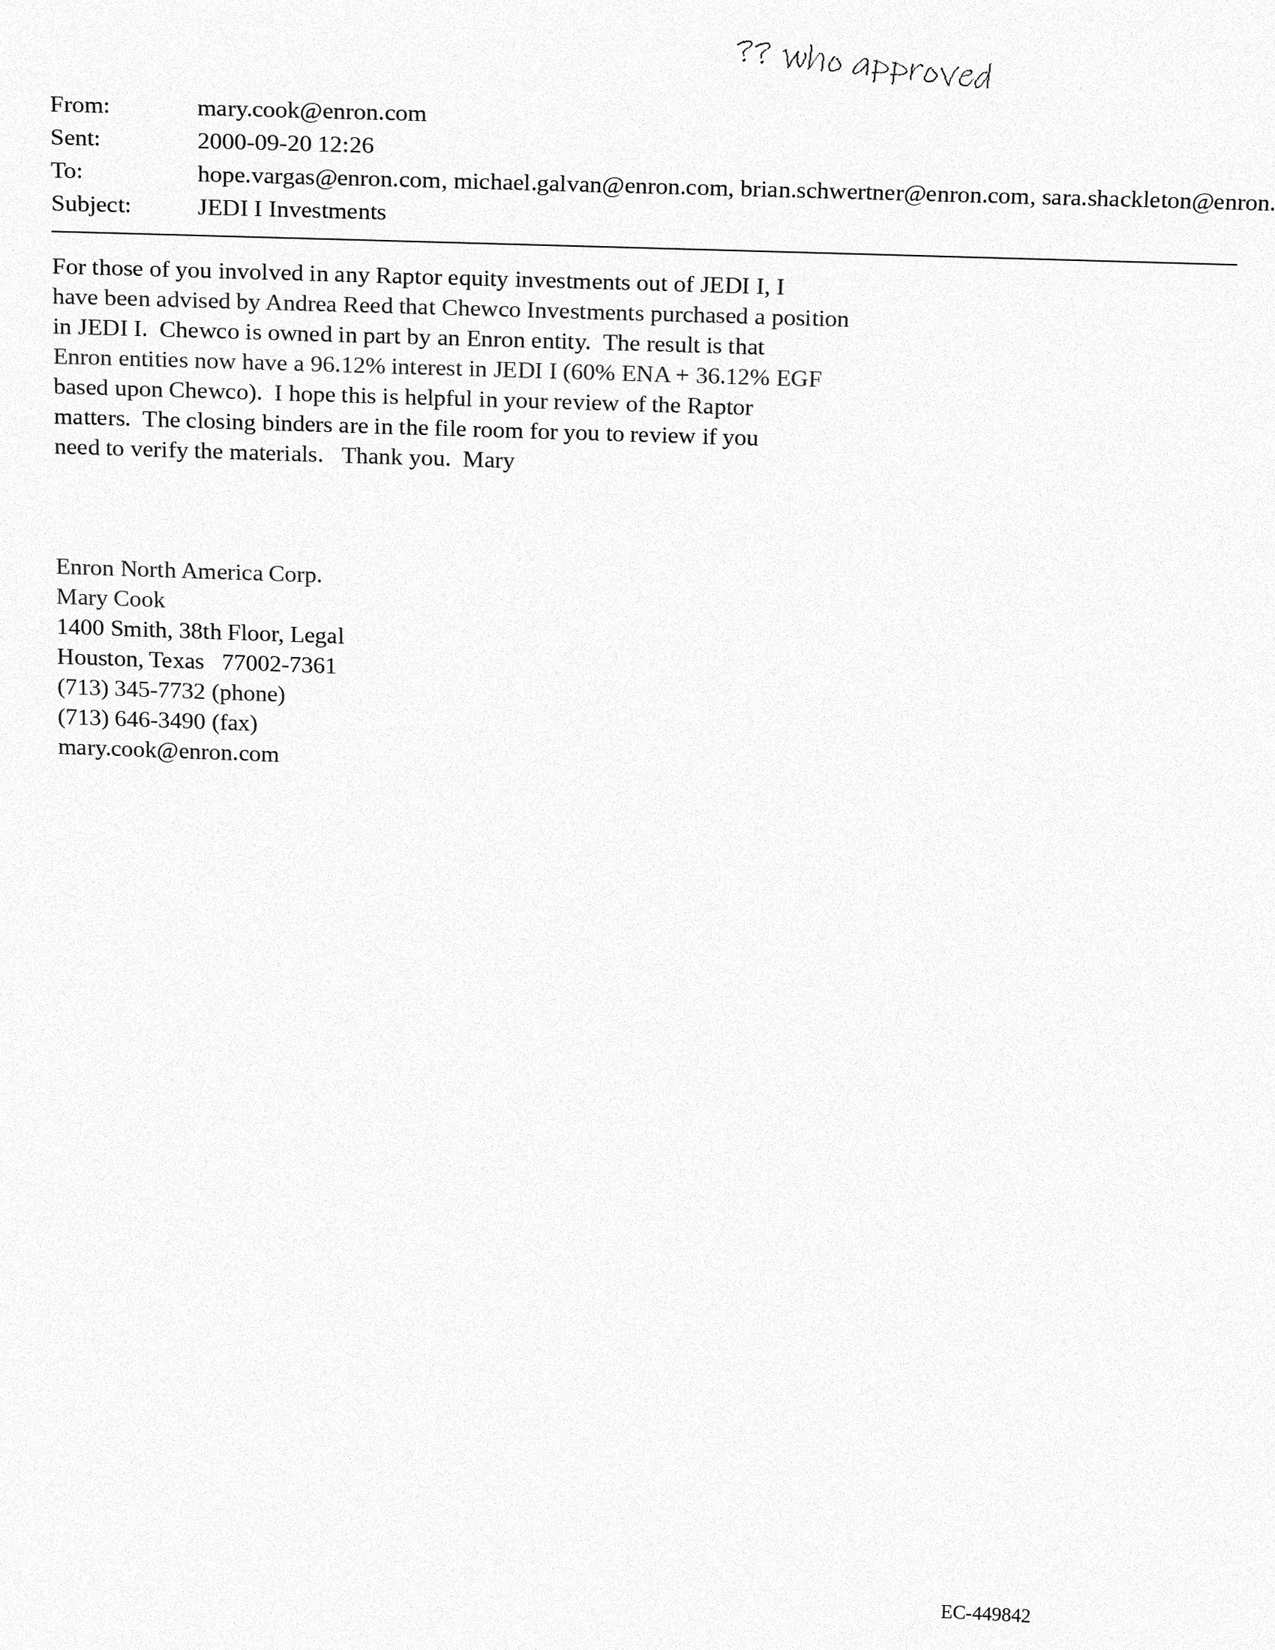 ?? who approved
From: mary.cook@enron.com
Sent: 2000-09-20 12:26
To: hope.vargas@enron.com, michael.galvan@enron.com, brian.schwertner@enron.com, sara.shackleton@enron.
Subject: JEDI I Investments
For those of you involved in any Raptor equity investments out of JEDI I, I
have been advised by Andrea Reed that Chewco Investments purchased a position
in JEDI I.  Chewco is owned in part by an Enron entity.  The result is that
Enron entities now have a 96.12% interest in JEDI I (60% ENA + 36.12% EGF
based upon Chewco).  I hope this is helpful in your review of the Raptor
matters.  The closing binders are in the file room for you to review if you
need to verify the materials.   Thank you.  Mary
Enron North America Corp.
Mary Cook
1400 Smith, 38th Floor, Legal
Houston, Texas   77002-7361
(713) 345-7732 (phone)
(713) 646-3490 (fax)
mary.cook@enron.com
EC-449842